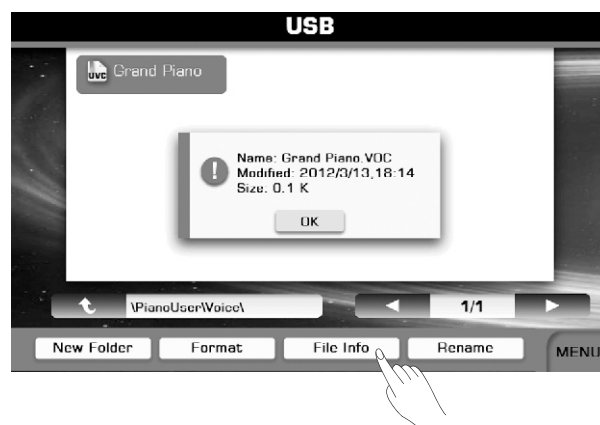 USB
UVC
Grand Piano
Name: Grand Piano.VOC
Modified: 2012/3/13,18:14
Size: 0.1 K
OK
\PianoUser\Voice\
1/1
New Folder
Format
File Info
Rename
MENU